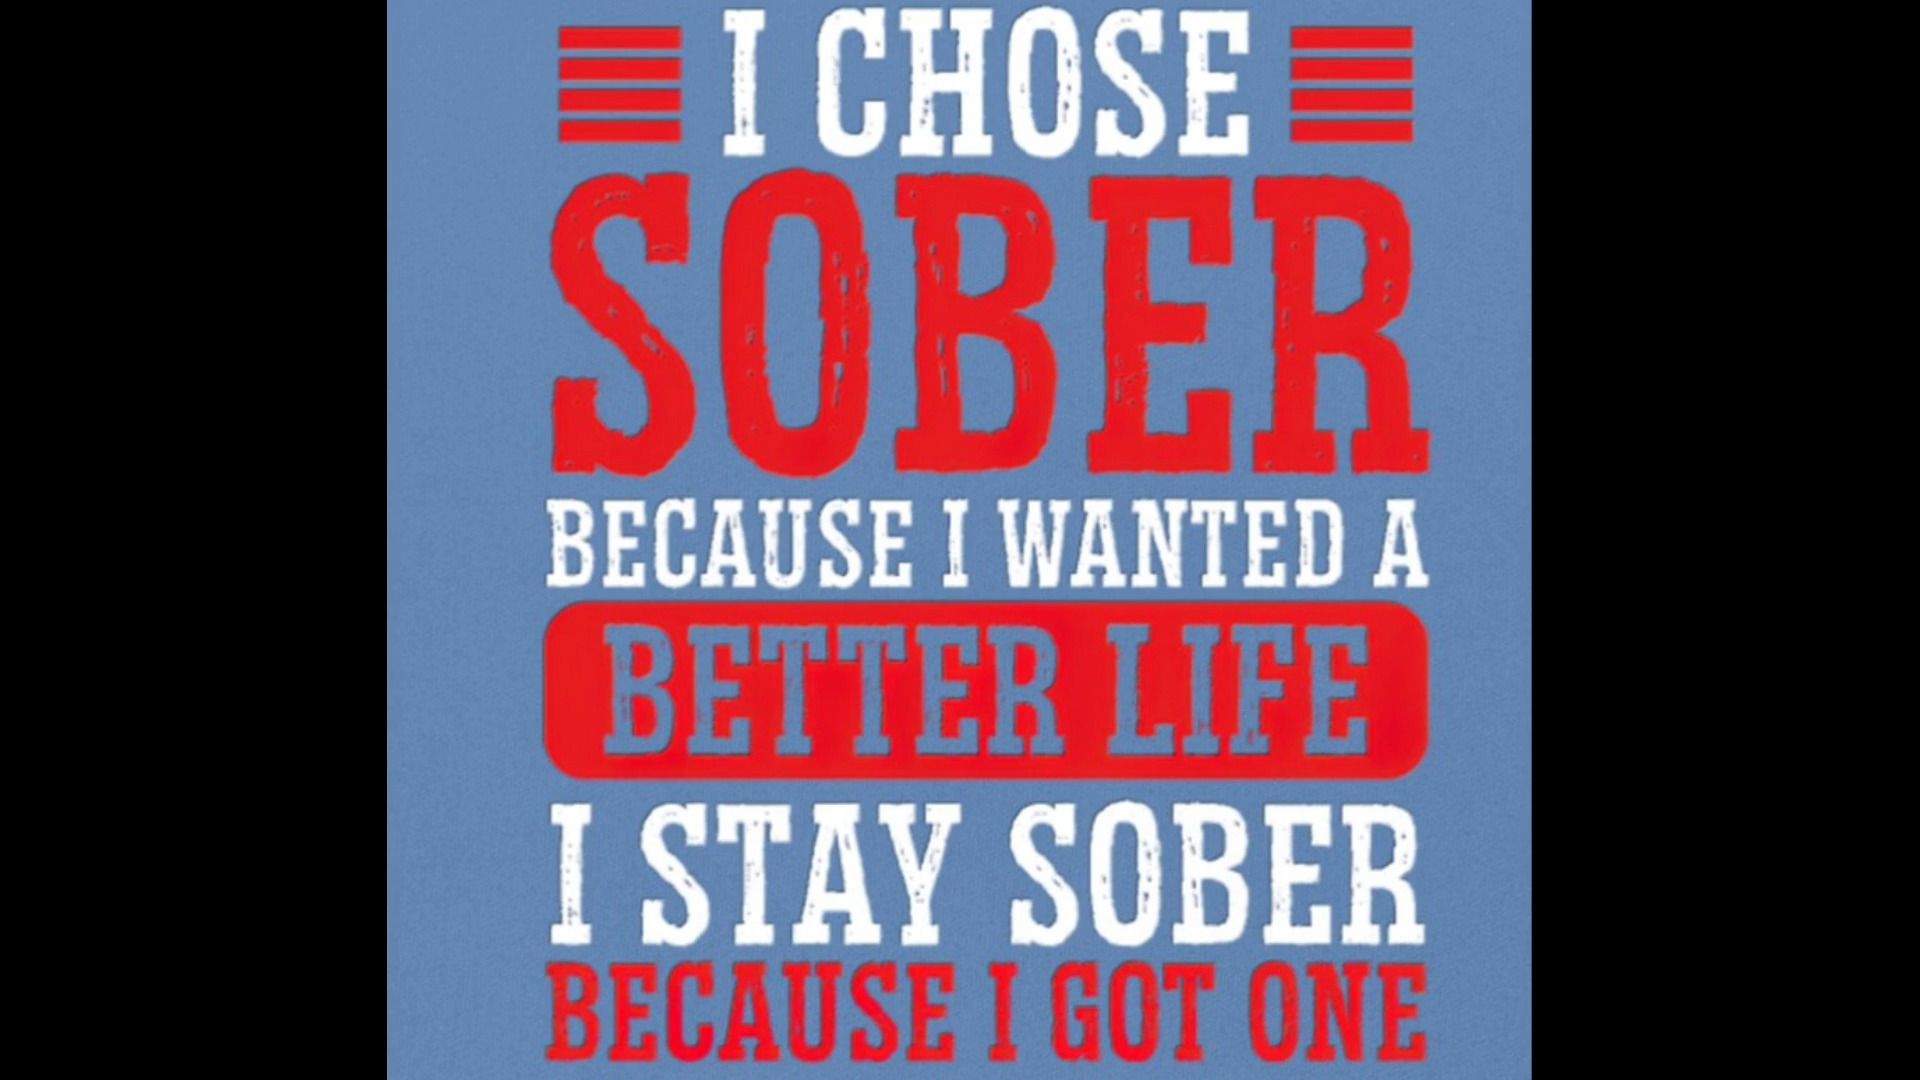 I CHOSE
SOBER
BECAUSE I WANTED A
BETTER LIFE
I STAY SOBER
BECAUSE I GOT ONE